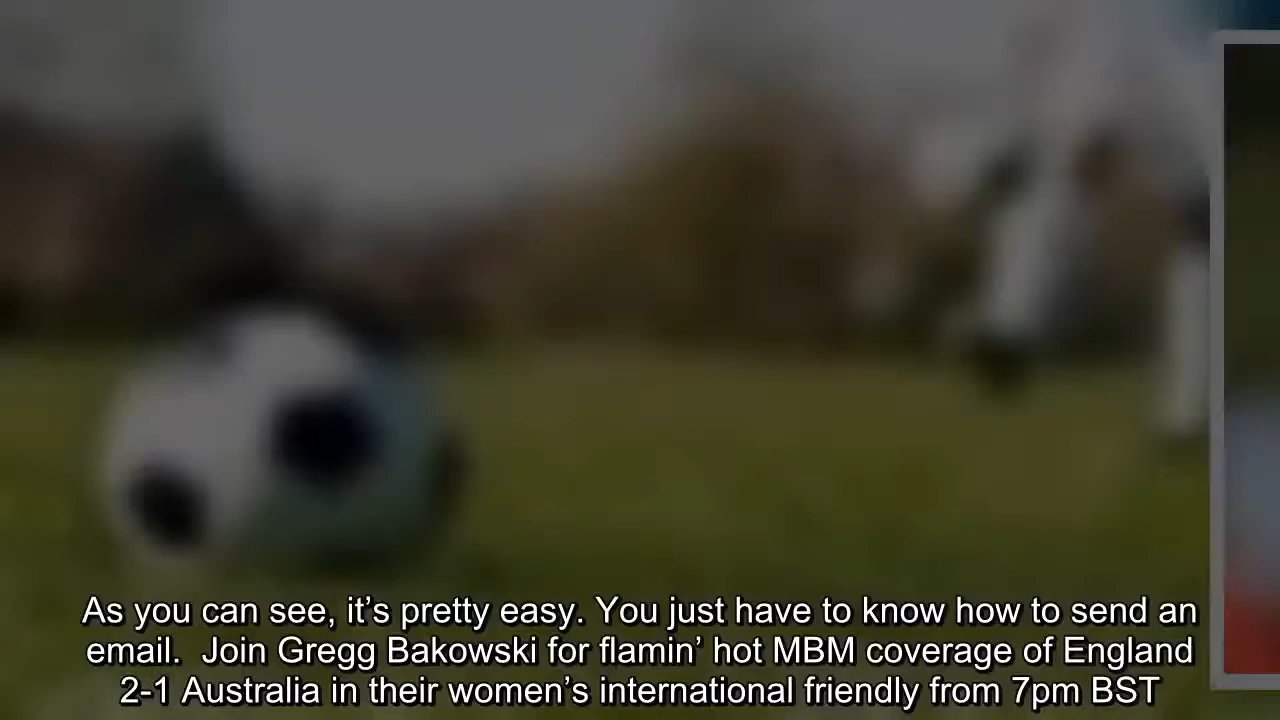 As you can see, it’s pretty easy. You just have to know how to send an
email.  Join Gregg Bakowski for flamin’ hot MBM coverage of England
2-1 Australia in their women’s international friendly from 7pm BST